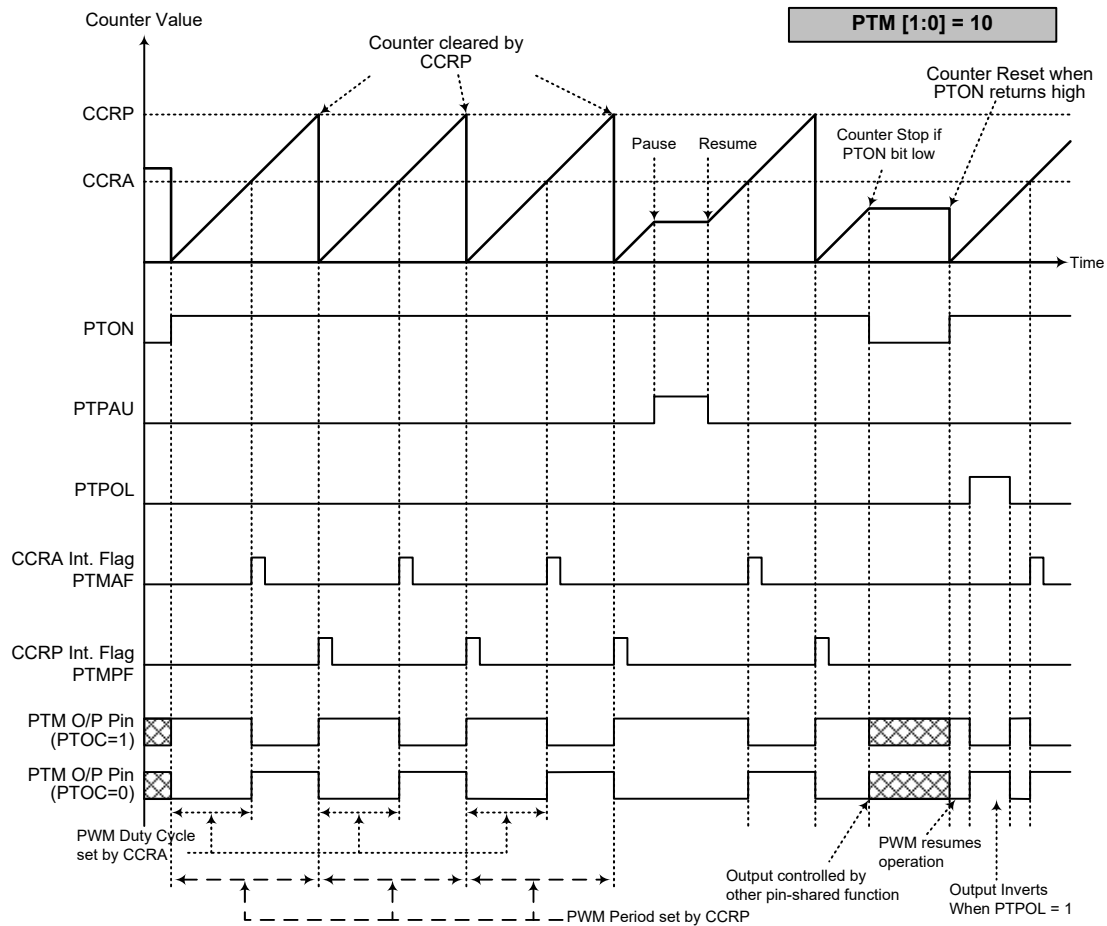 Counter Value
PTM [1:0] = 10
Counter cleared by
CCRP
Counter Reset when
PTON returns high
CCRP
Pause
Resume
Counter Stop if
PTON bit low
CCRA
Time
PTON
PTPAU
PTPOL
CCRA Int. Flag
PTMAF
CCRP Int. Flag
PTMPF
PTM O/P Pin
(PTOC=1)
PTM O/P Pin
(PTOC=0)
PWM Duty Cycle
set by CCRA
PWM resumes
operation
Output controlled by
other pin-shared function
Output Inverts
When PTPOL = 1
PWM Period set by CCRP